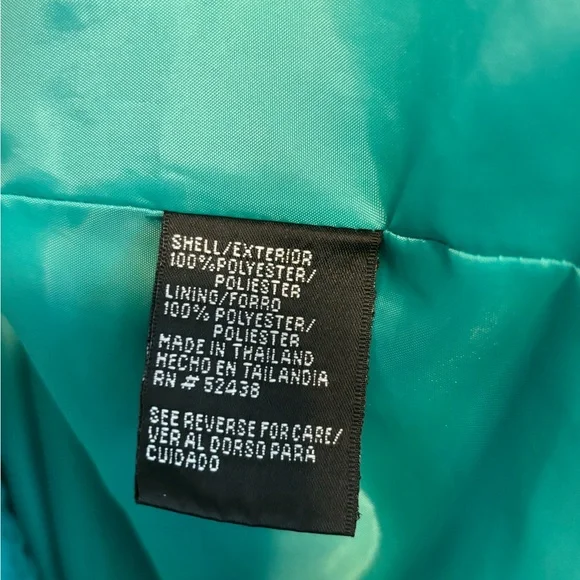 SHELL/EXTERIOR
100%POLYESTER/
POLIESTER
LINING/FORRO
100% POLYESTER/
POLIESTER
MADE IN THAILAND
HECHO EN TAILANDIA
RN # 52438
SEE REVERSE FOR CARE/
VER AL DORSO PARA
CUIDADO